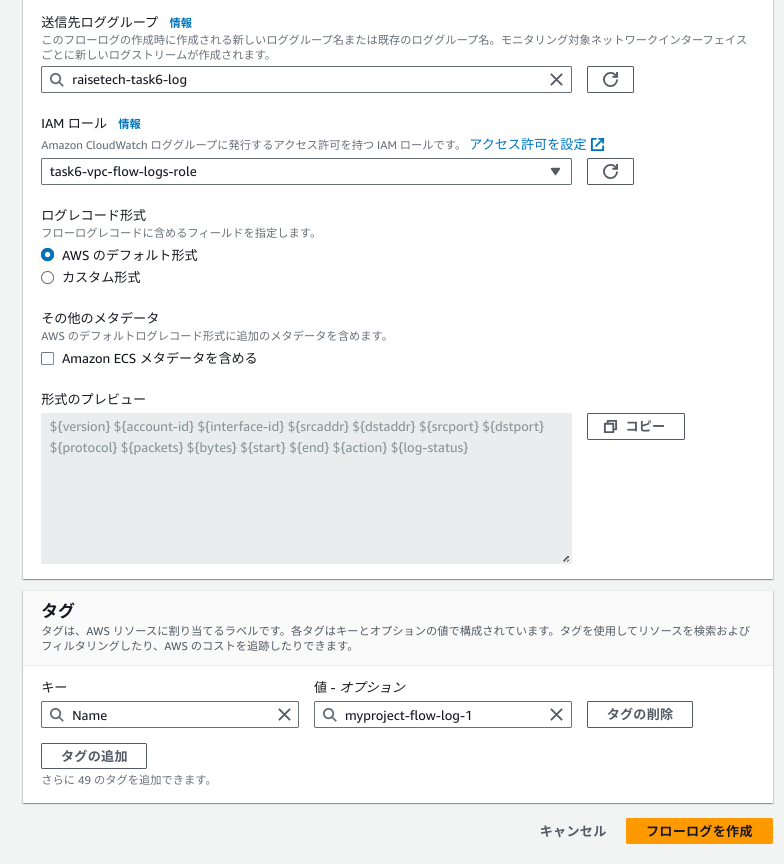 送信先ロググループ 情報
このフローログの作成時に作成される新しいロググループ名または既存のロググループ名。モニタリング対象ネットワークインターフェイス
ごとに新しいログストリームが作成されます。
raisetech-task6-log
IAM ロール 情報
Amazon CloudWatch ロググループに発行するアクセス許可を持つ IAM ロールです。 アクセス許可を設定
task6-vpc-flow-logs-role
ログレコード形式
フローログレコードに含めるフィールドを指定します。
AWS のデフォルト形式
カスタム形式
その他のメタデータ
AWS のデフォルトログレコード形式に追加のメタデータを含めます。
Amazon ECS メタデータを含める
形式のプレビュー
${version} ${account-id} ${interface-id} ${srcaddr} ${dstaddr} ${srcport} ${dstport}
${protocol} ${packets} ${bytes} ${start} ${end} ${action} ${log-status}
コピー
タグ
タグは、AWS リソースに割り当てるラベルです。各タグはキーとオプションの値で構成されています。タグを使用してリソースを検索および
フィルタリングしたり、AWS のコストを追跡したりできます。
キー 値 - オプション
Name myproject-flow-log-1 タグの削除
タグの追加
さらに 49 のタグを追加できます。
キャンセル フローログを作成